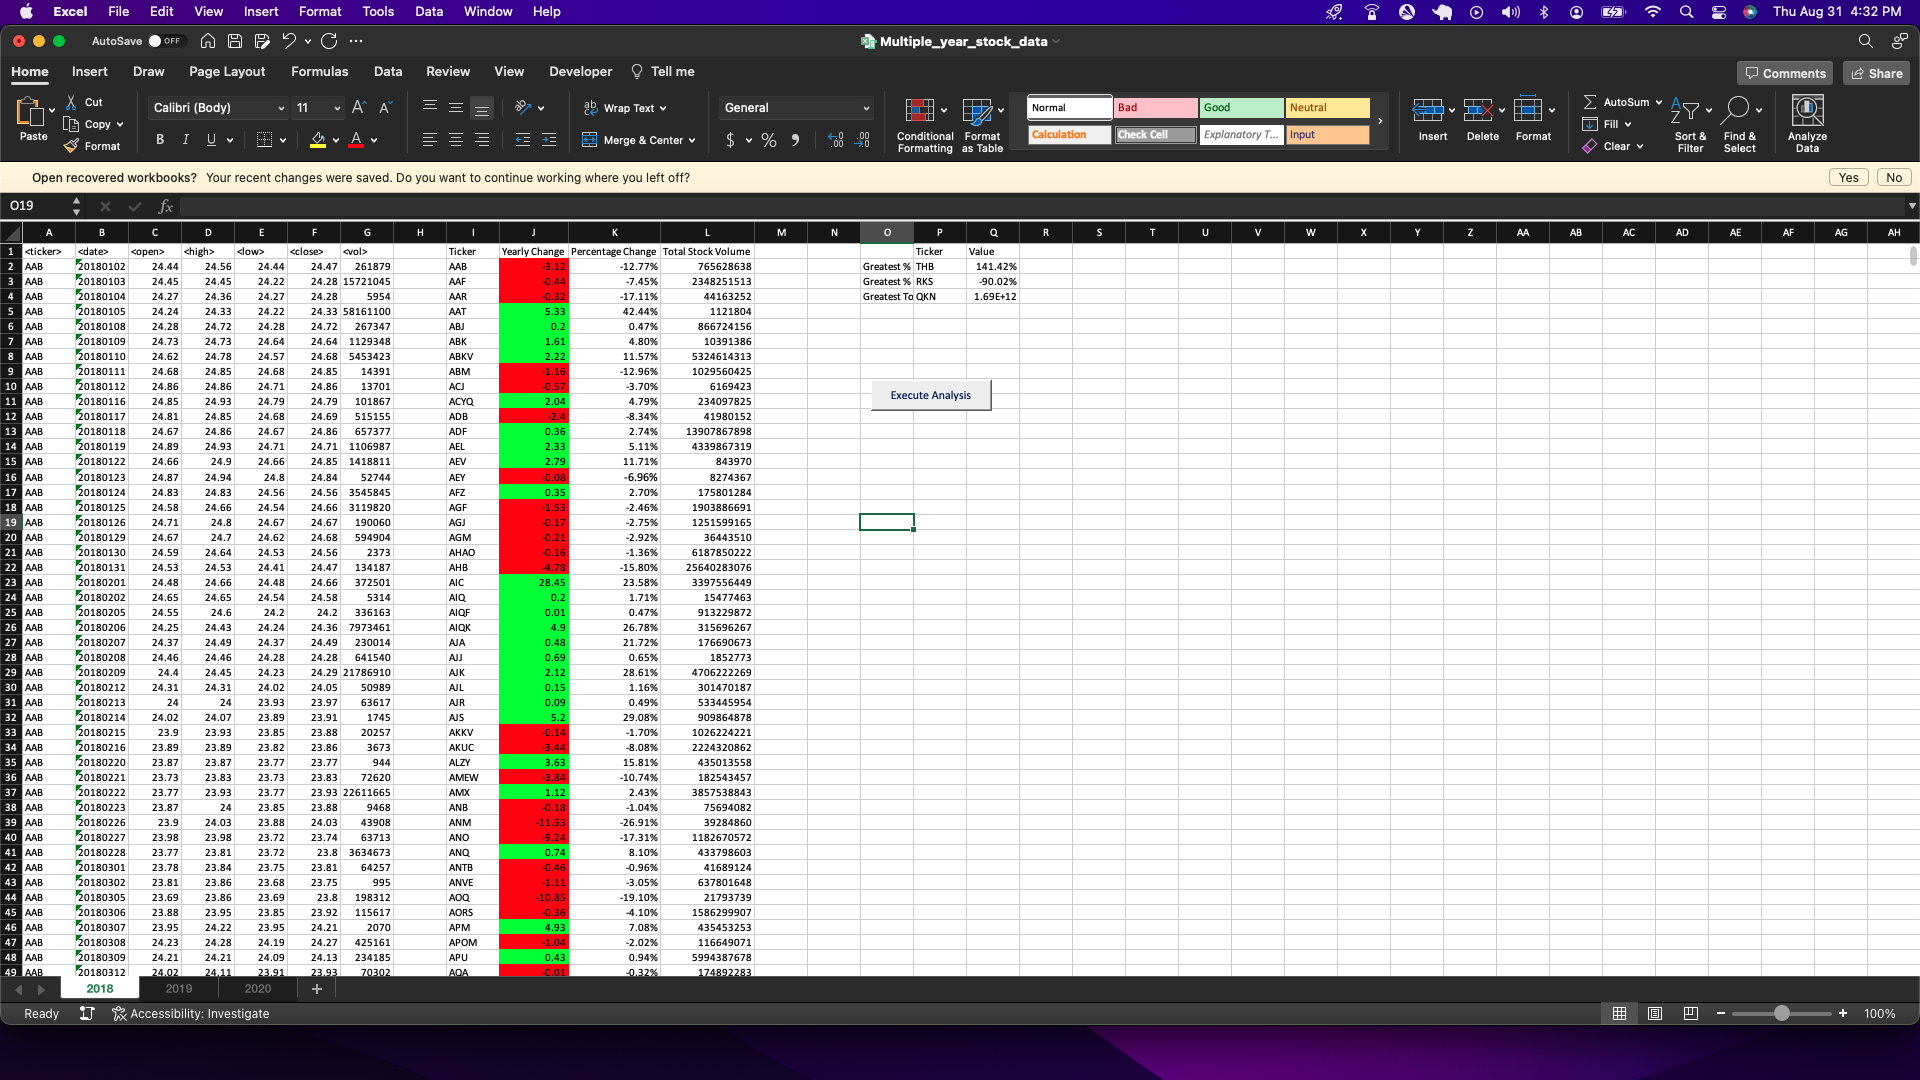 Excel File Edit View Insert Format Tools Data Window Help Thu Aug 31 4:32 PM
AutoSave OFF Multiple_year_stock_data
Home Insert Draw Page Layout Formulas Data Review View Developer Tell me Comments Share
Paste Cut Copy Format
Calibri (Body) 11 A^ A
B I U A
ab Wrap Text
Merge & Center
General
$ %
Conditional Formatting Format as Table
Normal Bad Good Neutral
Calculation Check Cell Explanatory T... Input
Insert Delete Format
AutoSum Fill Clear
Sort & Filter Find & Select Analyze Data
Open recovered workbooks? Your recent changes were saved. Do you want to continue working where you left off? Yes No
O19 fx
A B C D E F G H I J K L M N O P Q R S T U V W X Y Z AA AB AC AD AE AF AG AH
1 <ticker> <date> <open> <high> <low> <close> <vol> Ticker Yearly Change Percentage Change Total Stock Volume Ticker Value
2 AAB 20180102 24.44 24.56 24.44 24.47 261879 AAB -3.12 -12.77% 765628638 Greatest % THB 141.42%
3 AAB 20180103 24.45 24.45 24.22 24.28 15721045 AAF -0.44 -7.45% 2348251513 Greatest % RKS -90.02%
4 AAB 20180104 24.27 24.36 24.27 24.28 5954 AAR -0.32 -17.11% 44163252 Greatest To QKN 1.69E+12
5 AAB 20180105 24.24 24.33 24.22 24.33 58161100 AAT 5.33 42.44% 1121804
6 AAB 20180108 24.28 24.72 24.28 24.72 267347 ABJ 0.2 0.47% 866724156
7 AAB 20180109 24.73 24.73 24.64 24.64 1129348 ABK 1.61 4.80% 10391386
8 AAB 20180110 24.62 24.78 24.57 24.68 5453423 ABKV 2.22 11.57% 5324614313
9 AAB 20180111 24.68 24.85 24.68 24.85 14391 ABM -1.16 -12.96% 1029560425
10 AAB 20180112 24.86 24.86 24.71 24.86 13701 ACJ -0.57 -3.70% 6169423
11 AAB 20180116 24.85 24.93 24.79 24.79 101867 ACYQ 2.04 4.79% 234097825 Execute Analysis
12 AAB 20180117 24.81 24.85 24.68 24.69 515155 ADB -2.4 -8.34% 41980152
13 AAB 20180118 24.67 24.86 24.67 24.86 657377 ADF 0.36 2.74% 13907867898
14 AAB 20180119 24.89 24.93 24.71 24.71 1106987 AEL 2.33 5.11% 4339867319
15 AAB 20180122 24.66 24.9 24.66 24.85 1418811 AEV 2.79 11.71% 843970
16 AAB 20180123 24.87 24.94 24.8 24.84 52744 AEY -0.08 -6.96% 8274367
17 AAB 20180124 24.83 24.83 24.56 24.56 3545845 AFZ 0.35 2.70% 175801284
18 AAB 20180125 24.58 24.66 24.54 24.66 3119820 AGF -1.53 -2.46% 1903886691
19 AAB 20180126 24.71 24.8 24.67 24.67 190060 AGJ -0.17 -2.75% 1251599165
20 AAB 20180129 24.67 24.7 24.62 24.68 594904 AGM -0.21 -2.92% 36443510
21 AAB 20180130 24.59 24.64 24.53 24.56 2373 AHAO -0.16 -1.36% 6187850222
22 AAB 20180131 24.53 24.53 24.41 24.47 134187 AHB -4.78 -15.80% 25640283076
23 AAB 20180201 24.48 24.66 24.48 24.66 372501 AIC 28.45 23.58% 3397556449
24 AAB 20180202 24.65 24.65 24.54 24.58 5314 AIQ 0.2 1.71% 15477463
25 AAB 20180205 24.55 24.6 24.2 24.2 336163 AIQF 0.01 0.47% 913229872
26 AAB 20180206 24.25 24.43 24.24 24.36 7973461 AIQK 4.9 26.78% 315696267
27 AAB 20180207 24.37 24.49 24.37 24.49 230014 AJA 0.48 21.72% 176690673
28 AAB 20180208 24.46 24.46 24.28 24.28 641540 AJJ 0.69 0.65% 1852773
29 AAB 20180209 24.4 24.45 24.23 24.29 21786910 AJK 2.12 28.61% 4706222269
30 AAB 20180212 24.31 24.31 24.02 24.05 50989 AJL 0.15 1.16% 301470187
31 AAB 20180213 24 24 23.93 23.97 63617 AJR 0.09 0.49% 533445954
32 AAB 20180214 24.02 24.07 23.89 23.91 1745 AJS 5.2 29.08% 909864878
33 AAB 20180215 23.9 23.93 23.85 23.88 20257 AKKV -0.14 -1.70% 1026224221
34 AAB 20180216 23.89 23.89 23.82 23.86 3673 AKUC -3.44 -8.08% 2224320862
35 AAB 20180220 23.87 23.87 23.77 23.77 944 ALZY 3.63 15.81% 435013558
36 AAB 20180221 23.73 23.83 23.73 23.83 72620 AMEW -3.84 -10.74% 182543457
37 AAB 20180222 23.77 23.93 23.77 23.93 22611665 AMX 1.12 2.43% 3857538843
38 AAB 20180223 23.87 24 23.85 23.88 9468 ANB -0.18 -1.04% 75694082
39 AAB 20180226 23.9 24.03 23.88 24.03 43908 ANM -11.53 -26.91% 39284860
40 AAB 20180227 23.98 23.98 23.72 23.74 63713 ANO -9.24 -17.31% 1182670572
41 AAB 20180228 23.77 23.81 23.72 23.8 3634673 ANQ 0.74 8.10% 433798603
42 AAB 20180301 23.78 23.84 23.75 23.81 64257 ANTB -0.46 -0.96% 41689124
43 AAB 20180302 23.81 23.86 23.68 23.75 995 ANVE -1.11 -3.05% 637801648
44 AAB 20180305 23.69 23.86 23.69 23.8 198312 AOQ -10.85 -19.10% 21793739
45 AAB 20180306 23.88 23.95 23.85 23.92 115617 AORS -0.36 -4.10% 1586299907
46 AAB 20180307 23.95 24.22 23.95 24.21 2070 APM 4.93 7.08% 435453253
47 AAB 20180308 24.23 24.28 24.19 24.27 425161 APOM -1.04 -2.02% 116649071
48 AAB 20180309 24.21 24.21 24.09 24.13 234185 APU 0.43 0.94% 5994387678
49 AAB 20180312 24.02 24.11 23.91 23.93 70302 AQA -0.01 -0.32% 174892283
2018 2019 2020 +
Ready Accessibility: Investigate 100%